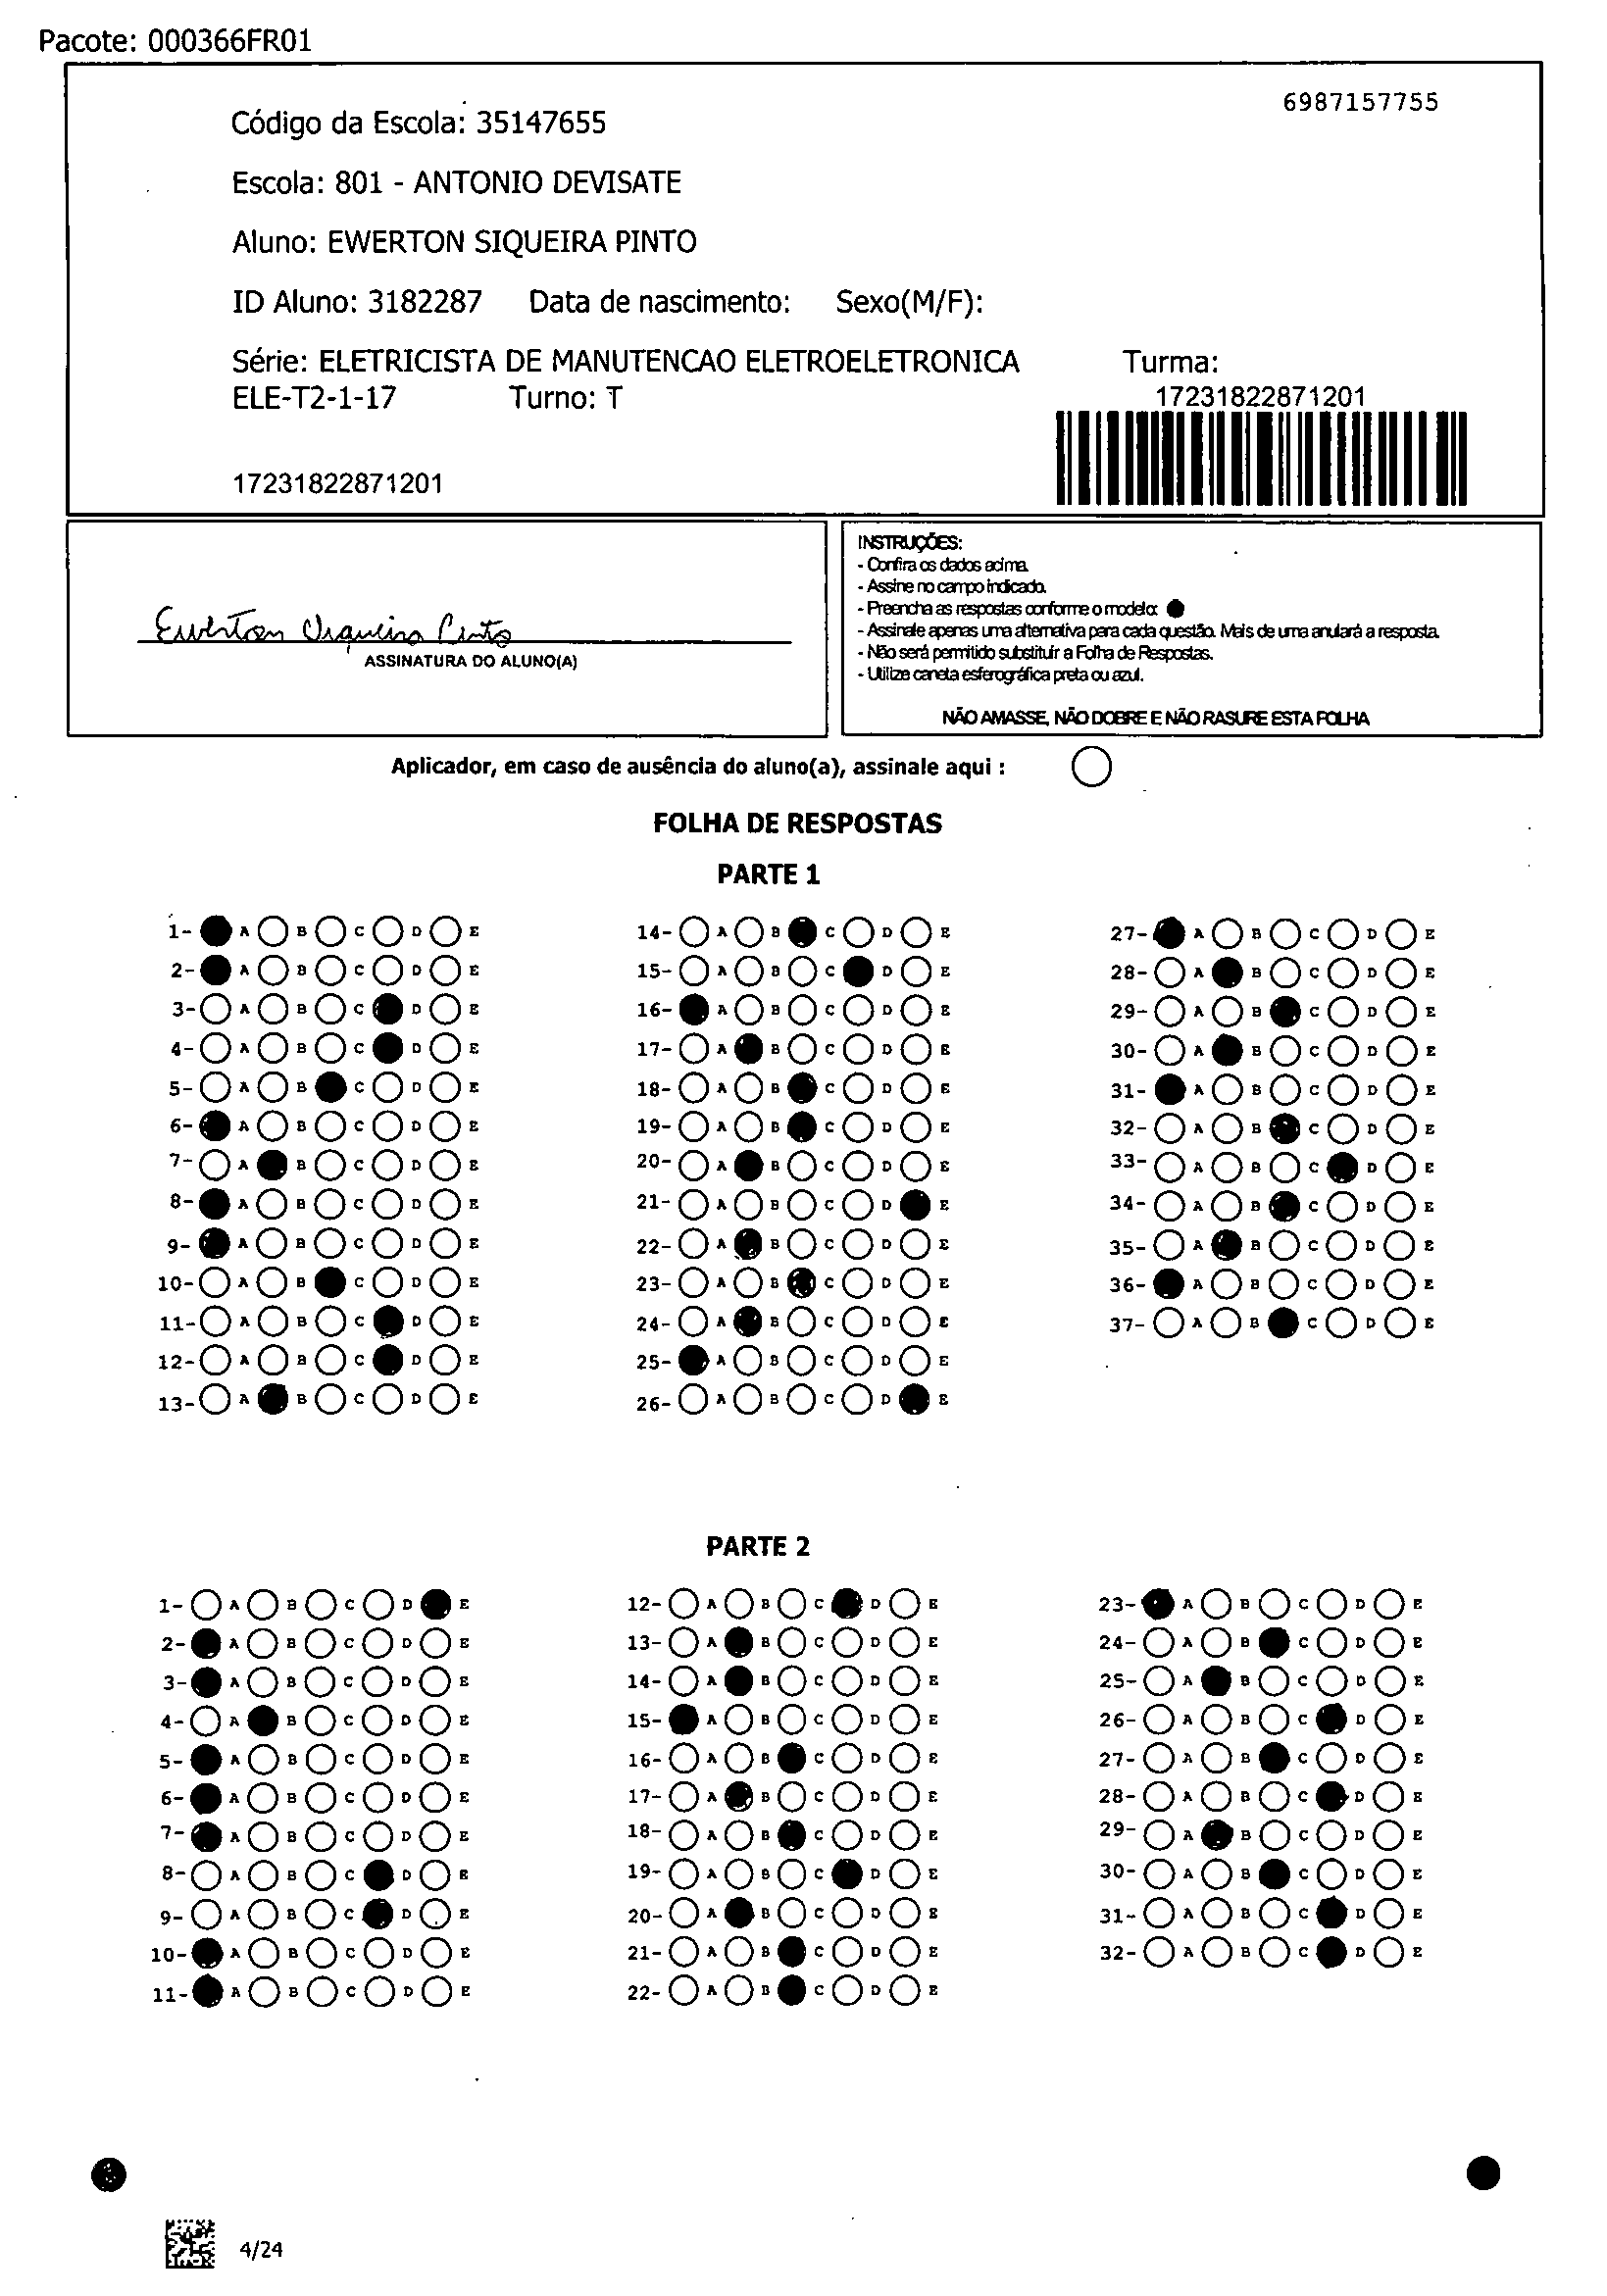 Pacote: 000366FR01
6987157755
Código da Escola: 35147655
Escola: 801 - ANTONIO DEVISATE
Aluno: EWERTON SIQUEIRA PINTO
ID Aluno: 3182287 Data de nascimento: Sexo(M/F):
Série: ELETRICISTA DE MANUTENCAO ELETROELETRONICA Turma:
ELE-T2-1-17 Turno: T 17231822871201
17231822871201
Ewerton Siqueira Pinto
ASSINATURA DO ALUNO(A)
INSTRUÇÕES:
- Confira os dados acima.
- Assine no campo indicado.
- Preencha as respostas conforme o modelo:
- Assinale apenas uma alternativa para cada questão. Mais de uma anulará a resposta.
- Não será permitido substituir a Folha de Respostas.
- Utilize caneta esferográfica preta ou azul.
NÃO AMASSE, NÃO DOBRE E NÃO RASURE ESTA FOLHA
Aplicador, em caso de ausência do aluno(a), assinale aqui :
FOLHA DE RESPOSTAS
PARTE 1
1- A B C D E 14- A B C D E 27- A B C D E
2- A B C D E 15- A B C D E 28- A B C D E
3- A B C D E 16- A B C D E 29- A B C D E
4- A B C D E 17- A B C D E 30- A B C D E
5- A B C D E 18- A B C D E 31- A B C D E
6- A B C D E 19- A B C D E 32- A B C D E
7- A B C D E 20- A B C D E 33- A B C D E
8- A B C D E 21- A B C D E 34- A B C D E
9- A B C D E 22- A B C D E 35- A B C D E
10- A B C D E 23- A B C D E 36- A B C D E
11- A B C D E 24- A B C D E 37- A B C D E
12- A B C D E 25- A B C D E
13- A B C D E 26- A B C D E
PARTE 2
1- A B C D E 12- A B C D E 23- A B C D E
2- A B C D E 13- A B C D E 24- A B C D E
3- A B C D E 14- A B C D E 25- A B C D E
4- A B C D E 15- A B C D E 26- A B C D E
5- A B C D E 16- A B C D E 27- A B C D E
6- A B C D E 17- A B C D E 28- A B C D E
7- A B C D E 18- A B C D E 29- A B C D E
8- A B C D E 19- A B C D E 30- A B C D E
9- A B C D E 20- A B C D E 31- A B C D E
10- A B C D E 21- A B C D E 32- A B C D E
11- A B C D E 22- A B C D E
4/24